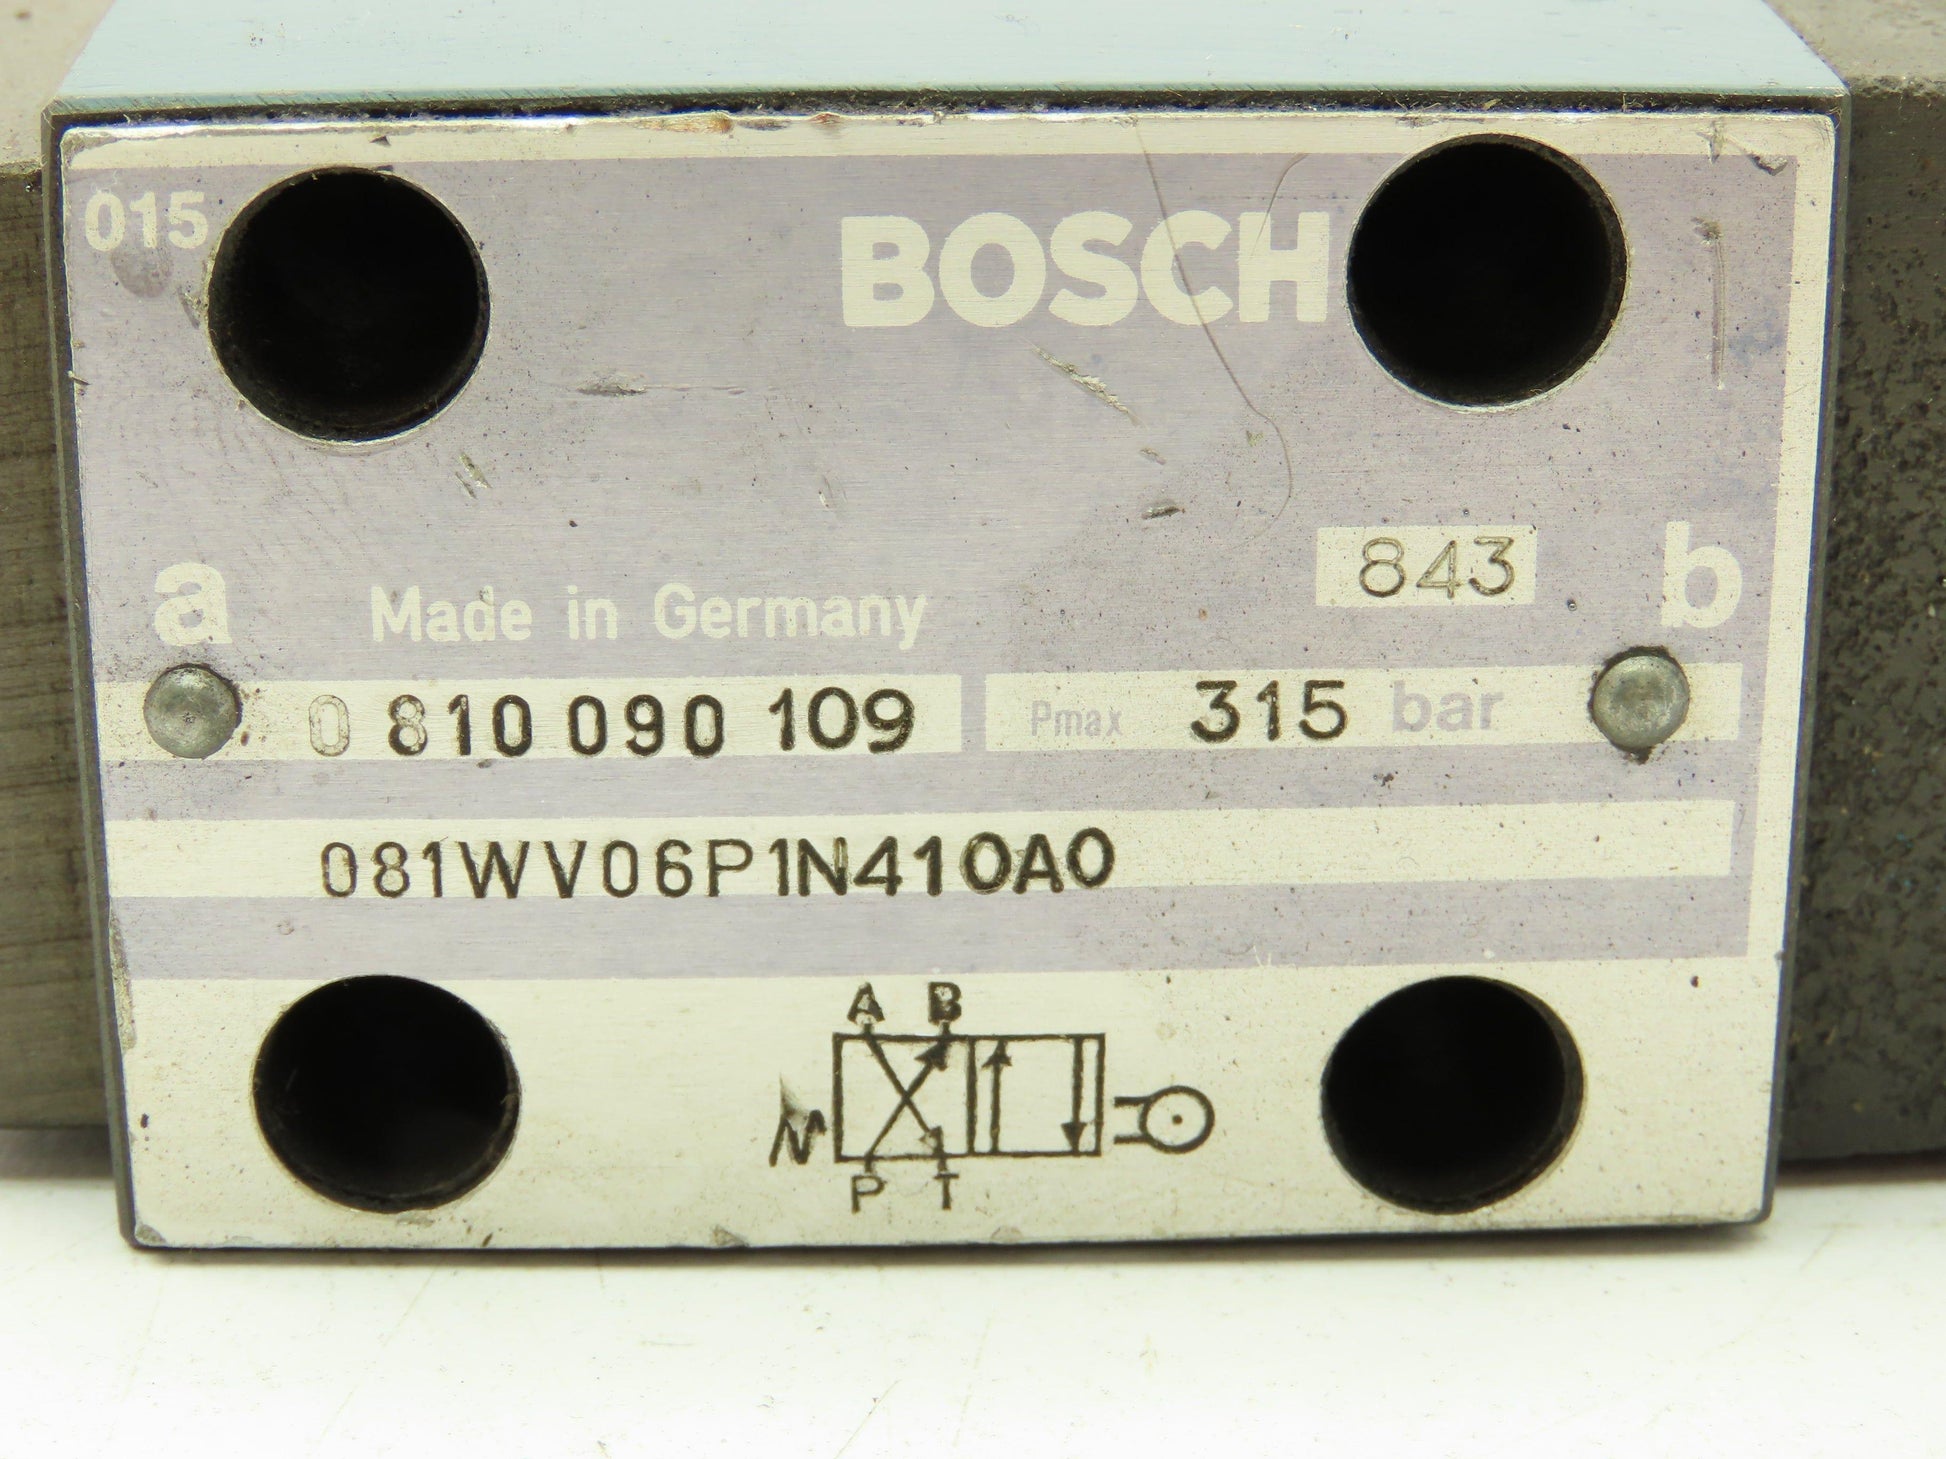 015
BOSCH
843
a
b
Made in Germany
0 810 090 109
Pmax 315 bar
081WV06P1N410A0
A B
P T